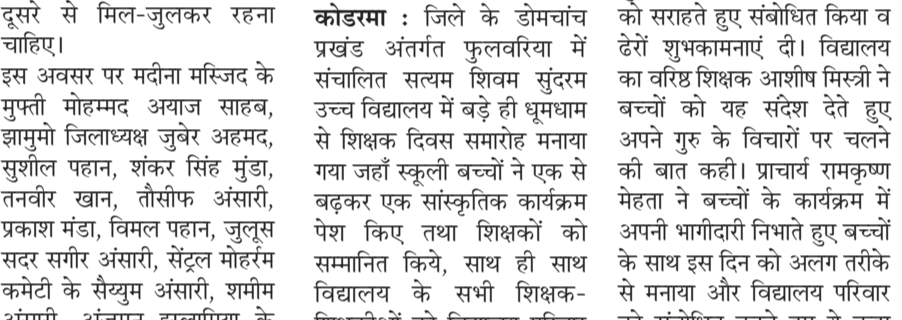 दूसरे से मिल-जुलकर रहना
चाहिए।
इस अवसर पर मदीना मस्जिद के
मुफ्ती मोहम्मद अयाज साहब,
झामुमो जिलाध्यक्ष जुबेर अहमद,
सुशील पहान, शंकर सिंह मुंडा,
तनवीर खान, तौसीफ अंसारी,
प्रकाश मंडा, विमल पहान, जुलूस
सदर सगीर अंसारी, सेंट्रल मोहर्रम
कमेटी के सैय्युम अंसारी, शमीम
कोडरमा : जिले के डोमचांच
प्रखंड अंतर्गत फुलवरिया में
संचालित सत्यम शिवम सुंदरम
उच्च विद्यालय में बड़े ही धूमधाम
से शिक्षक दिवस समारोह मनाया
गया जहाँ स्कूली बच्चों ने एक से
बढ़कर एक सांस्कृतिक कार्यक्रम
पेश किए तथा शिक्षकों को
सम्मानित किये, साथ ही साथ
विद्यालय के सभी शिक्षक-
को सराहते हुए संबोधित किया व
ढेरों शुभकामनाएं दी। विद्यालय
का वरिष्ठ शिक्षक आशीष मिस्त्री ने
बच्चों को यह संदेश देते हुए
अपने गुरु के विचारों पर चलने
की बात कही। प्राचार्य रामकृष्ण
मेहता ने बच्चों के कार्यक्रम में
अपनी भागीदारी निभाते हुए बच्चों
के साथ इस दिन को अलग तरीके
से मनाया और विद्यालय परिवार